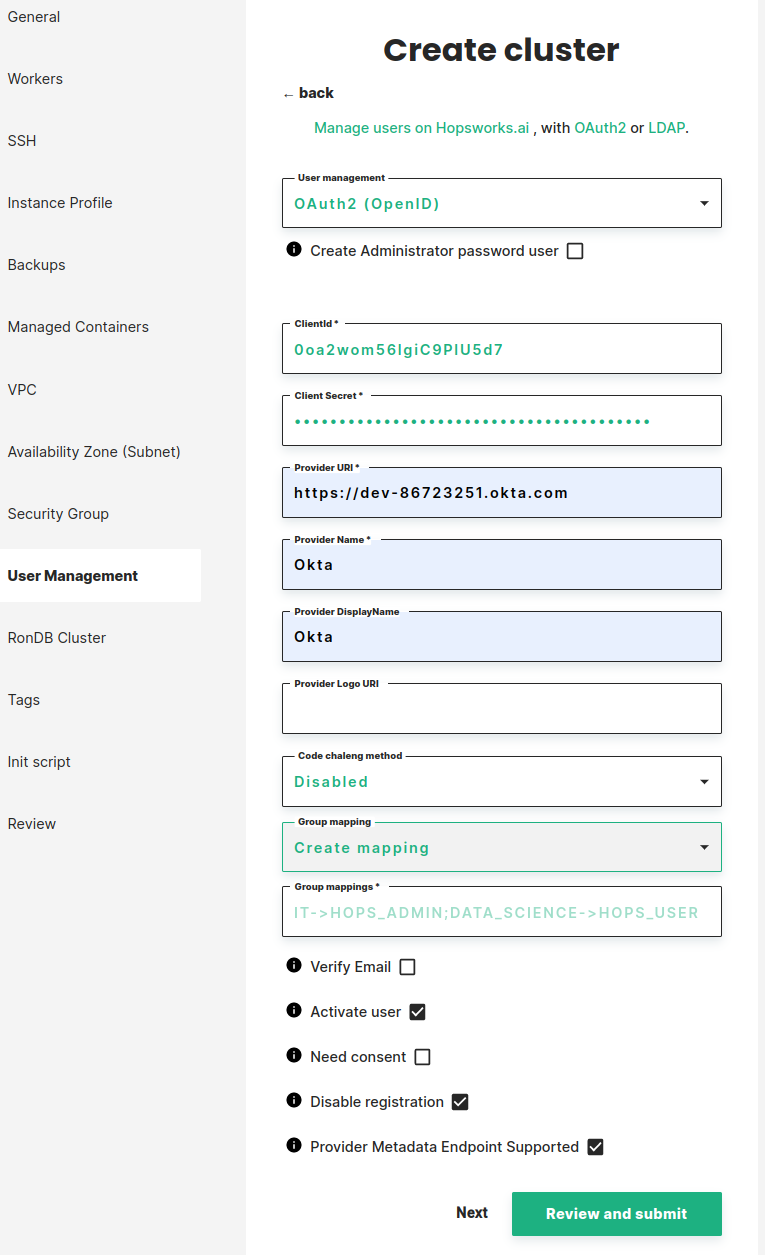 General
Workers
SSH
Instance Profile
Backups
Managed Containers
VPC
Availability Zone (Subnet)
Security Group
User Management
RonDB Cluster
Tags
Init script
Review
Create cluster
← back
Manage users on Hopsworks.ai , with OAuth2 or LDAP.
User management
OAuth2 (OpenID)
Create Administrator password user
ClientId *
0oa2wom56IgiC9PIU5d7
Client Secret *
••••••••••••••••••••••••••••••••••••••••
Provider URI *
https://dev-86723251.okta.com
Provider Name *
Okta
Provider DisplayName
Okta
Provider Logo URI
Code chaleng method
Disabled
Group mapping
Create mapping
Group mappings *
IT->HOPS_ADMIN;DATA_SCIENCE->HOPS_USER
Verify Email
Activate user
Need consent
Disable registration
Provider Metadata Endpoint Supported
Next
Review and submit